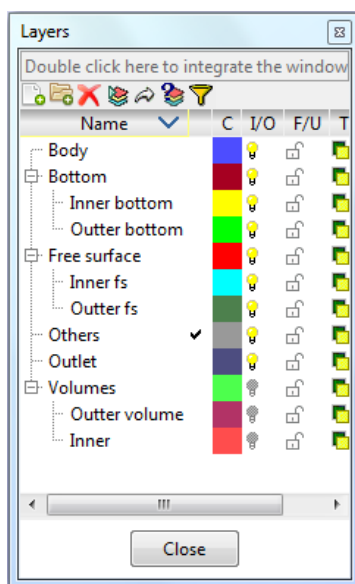 Layers
Double click here to integrate the window
Name C I/O F/U T
Body
Bottom
Inner bottom
Outter bottom
Free surface
Inner fs
Outter fs
Others
Outlet
Volumes
Outter volume
Inner
Close